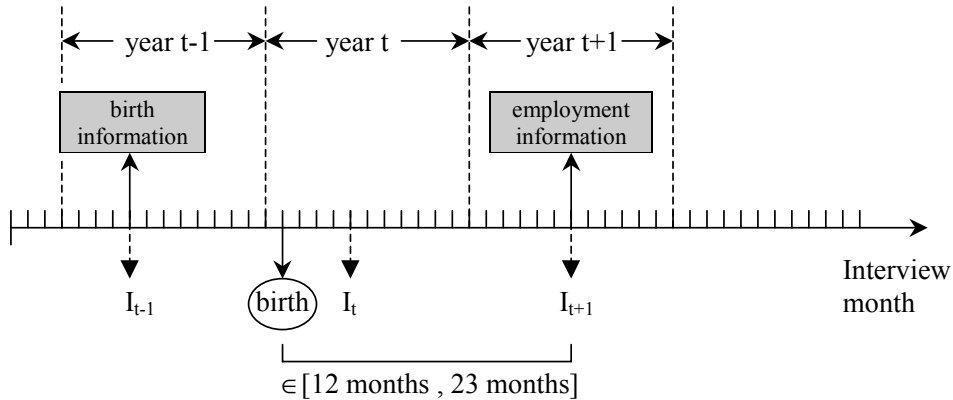 year t-1
year t
year t+1
birth
information
employment
information
Interview
month
I_{t-1}
birth
I_t
I_{t+1}
∈[12 months , 23 months]